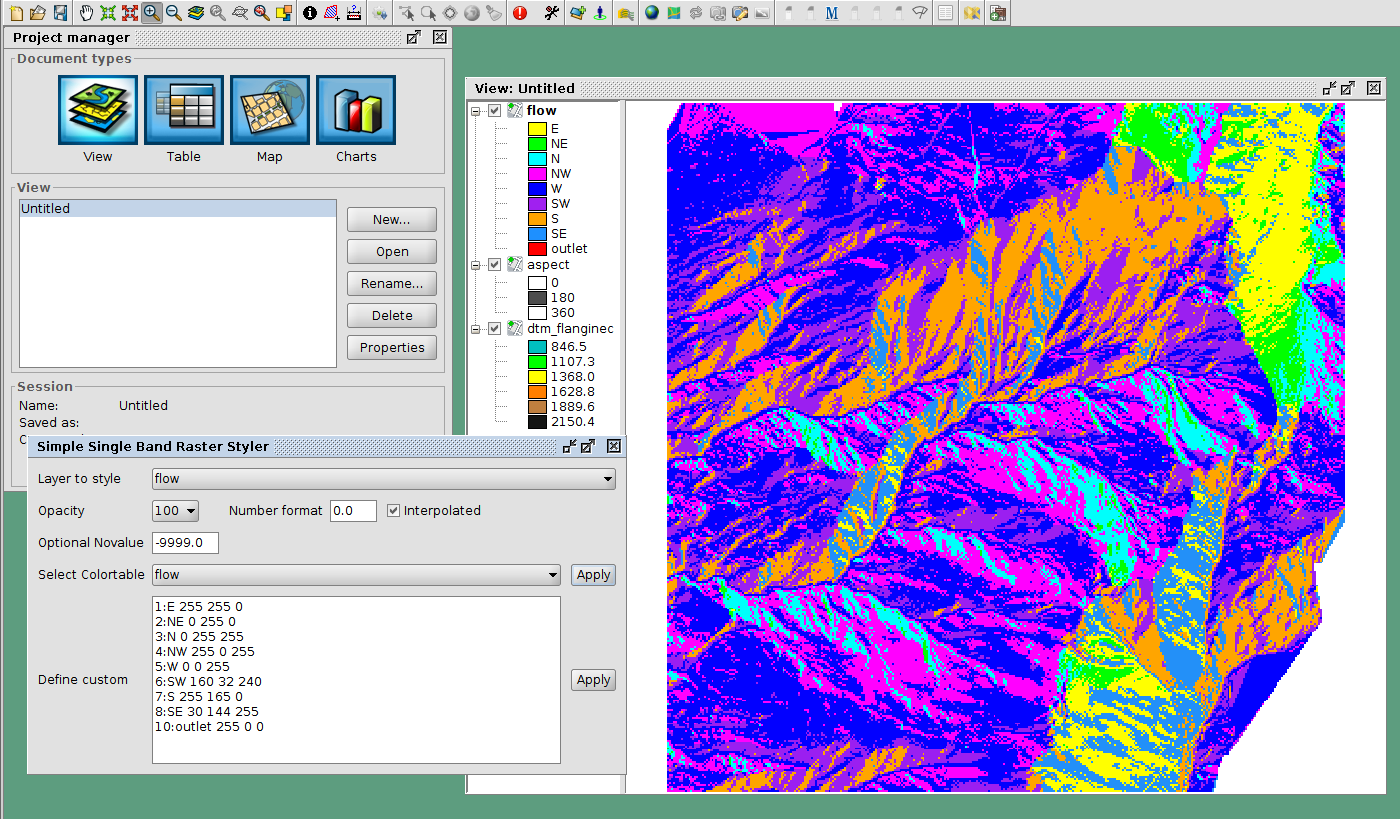 M
Project manager
Document types
View
Table
Map
Charts
View
Untitled
New...
Open
Rename...
Delete
Properties
Session
Name: Untitled
Saved as:
View: Untitled
flow
E
NE
N
NW
W
SW
S
SE
outlet
aspect
0
180
360
dtm_flanginec
846.5
1107.3
1368.0
1628.8
1889.6
2150.4
Simple Single Band Raster Styler
Layer to style flow
Opacity 100 Number format 0.0 Interpolated
Optional Novalue -9999.0
Select Colortable flow Apply
1:E 255 255 0
2:NE 0 255 0
3:N 0 255 255
4:NW 255 0 255
5:W 0 0 255
6:SW 160 32 240
7:S 255 165 0
8:SE 30 144 255
10:outlet 255 0 0
Define custom
Apply